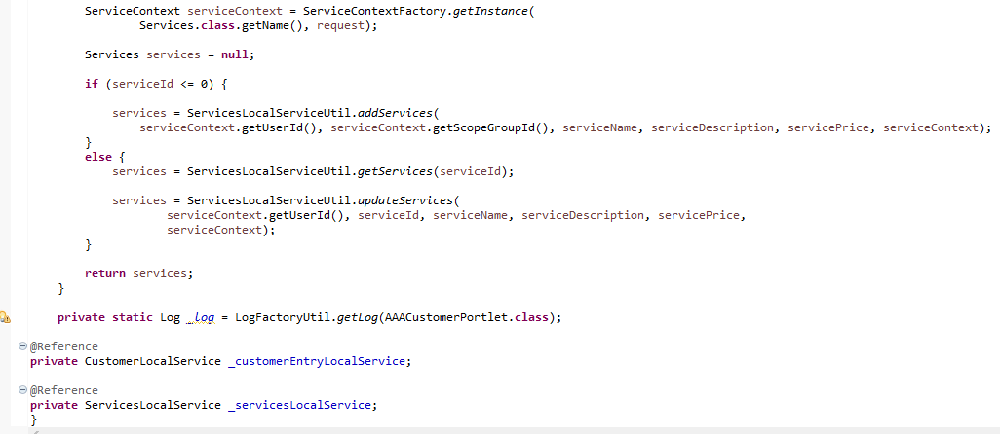 ServiceContext serviceContext = ServiceContextFactory.getInstance(
Services.class.getName(), request);
Services services = null;
if (serviceId <= 0) {
services = ServicesLocalServiceUtil.addServices(
serviceContext.getUserId(), serviceContext.getScopeGroupId(), serviceName, serviceDescription, servicePrice, serviceContext);
}
else {
services = ServicesLocalServiceUtil.getServices(serviceId);
services = ServicesLocalServiceUtil.updateServices(
serviceContext.getUserId(), serviceId, serviceName, serviceDescription, servicePrice,
serviceContext);
}
return services;
}
private static Log _log = LogFactoryUtil.getLog(AAACustomerPortlet.class);
@Reference
private CustomerLocalService _customerEntryLocalService;
@Reference
private ServicesLocalService _servicesLocalService;
}